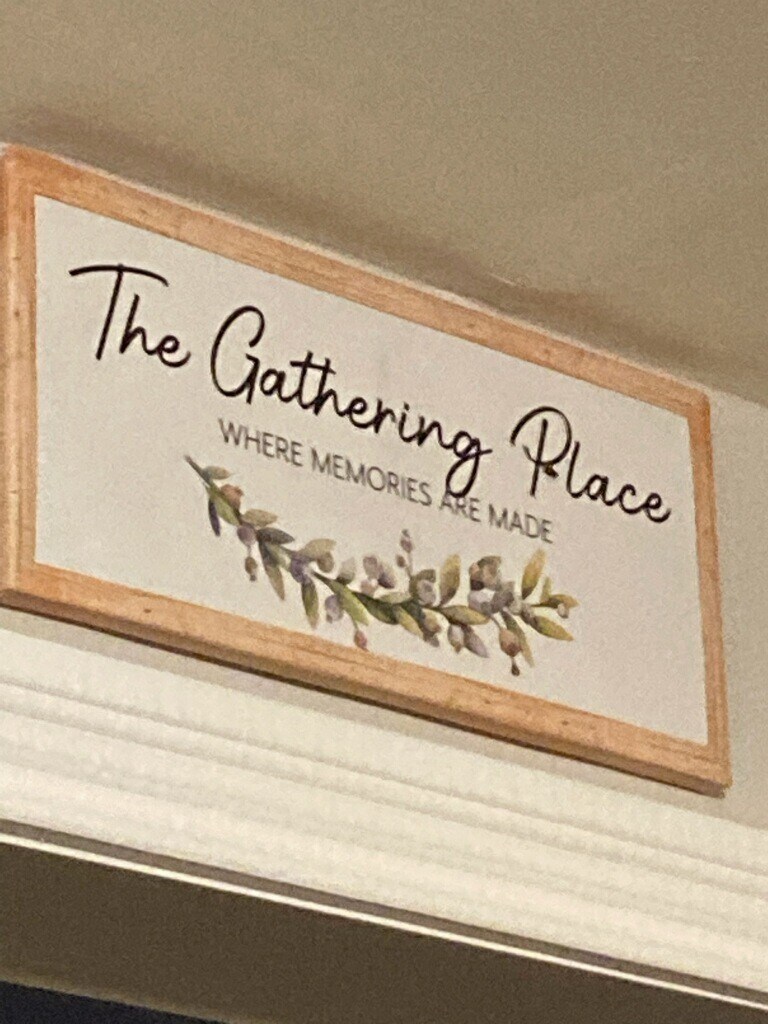 The Gathering Place
WHERE MEMORIES ARE MADE